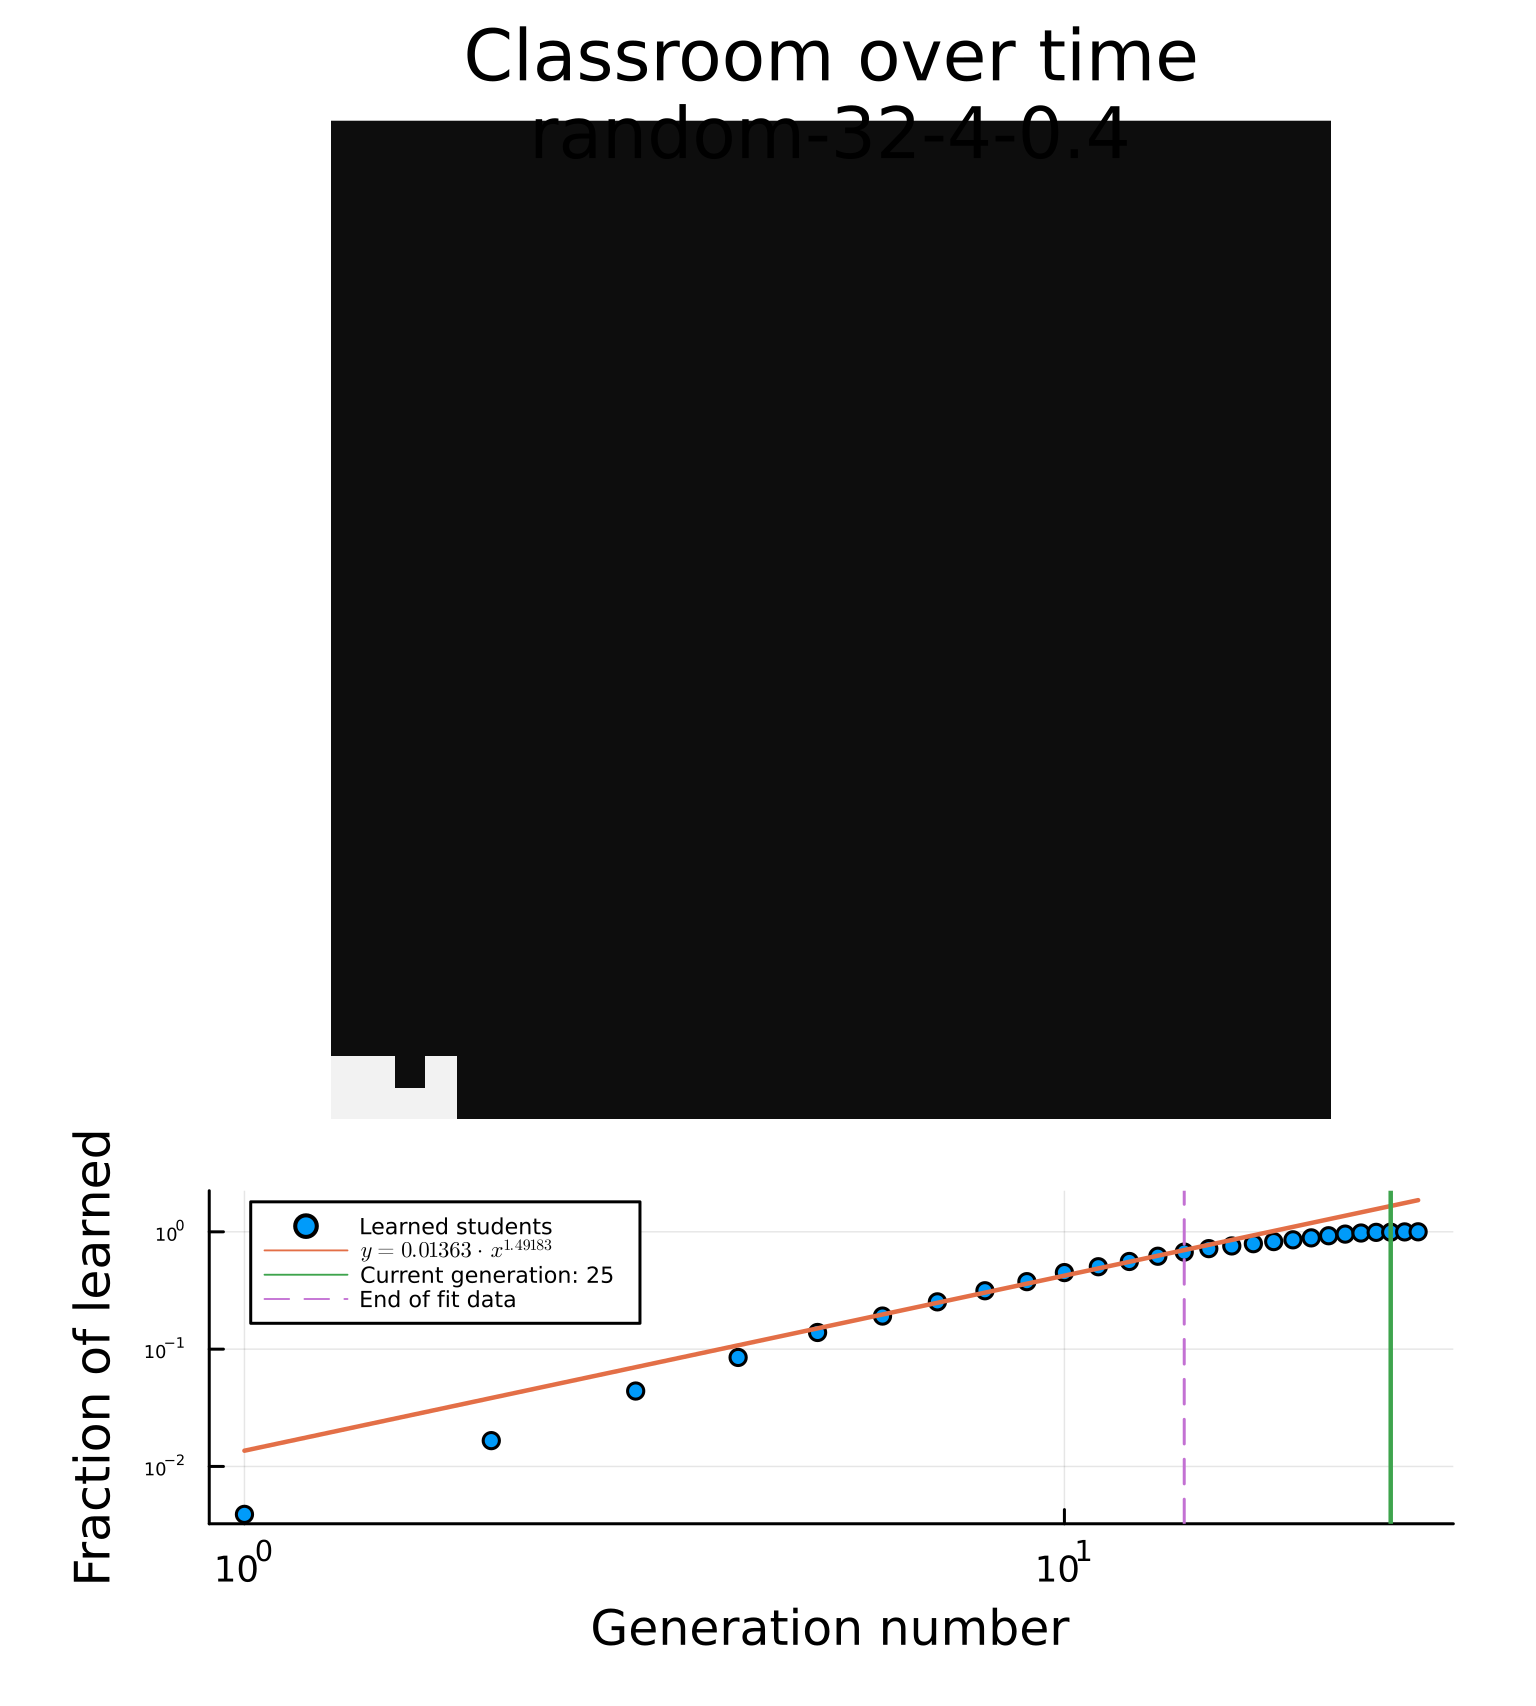 Classroom over time
random-32-4-0.4
Fraction of learned
10⁰
10⁻¹
10⁻²
Learned students
y = 0.01363 · x^1.49183
Current generation: 25
End of fit data
10⁰
10¹
Generation number